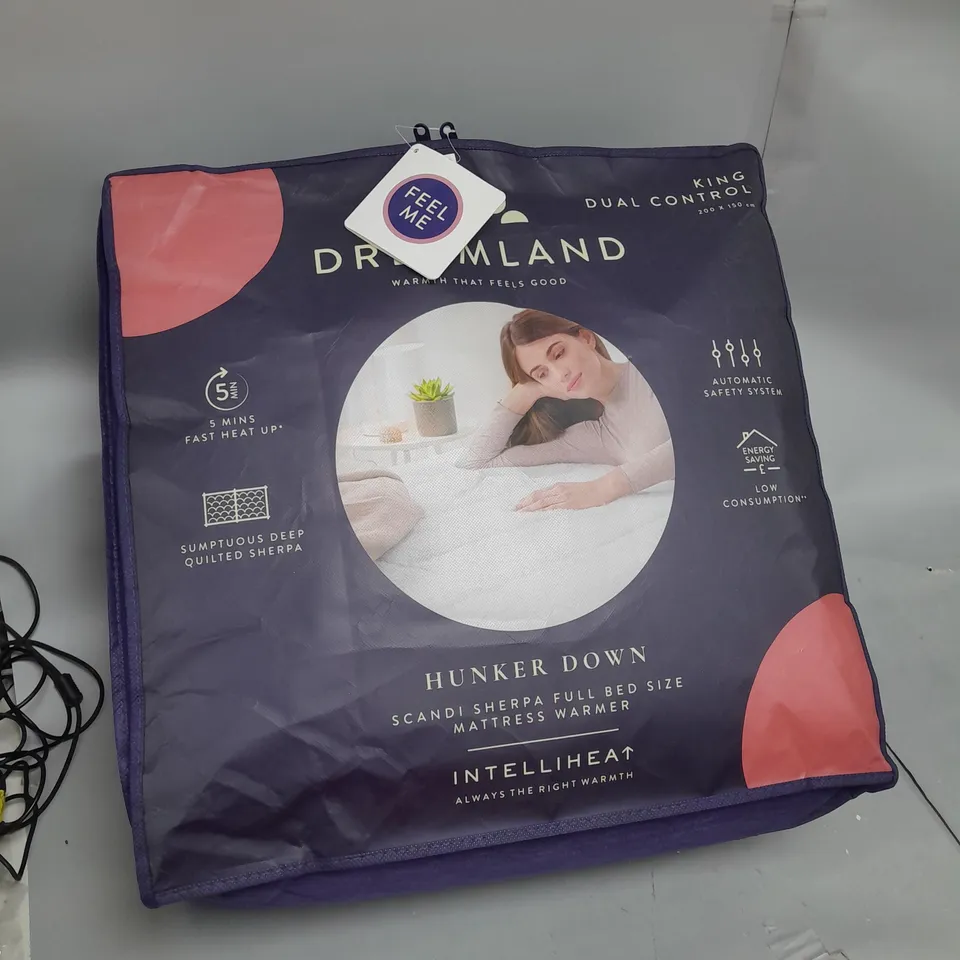 FEEL
ME
KING
DUAL CONTROL
200 X 150 cm
DR MLAND
WARMTH THAT FEELS GOOD
5 MIN
5 MINS
FAST HEAT UP*
SUMPTUOUS DEEP
QUILTED SHERPA
AUTOMATIC
SAFETY SYSTEM
ENERGY
SAVING
£
LOW
CONSUMPTION**
HUNKER DOWN
SCANDI SHERPA FULL BED SIZE
MATTRESS WARMER
INTELLIHEAT
ALWAYS THE RIGHT WARMTH